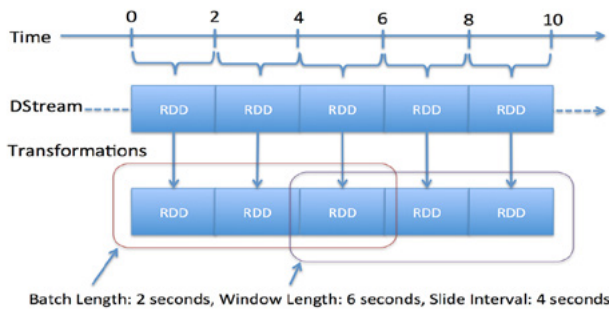 0 2 4 6 8 10
Time
DStream
RDD RDD RDD RDD RDD
Transformations
RDD RDD RDD RDD RDD
Batch Length: 2 seconds, Window Length: 6 seconds, Slide Interval: 4 seconds